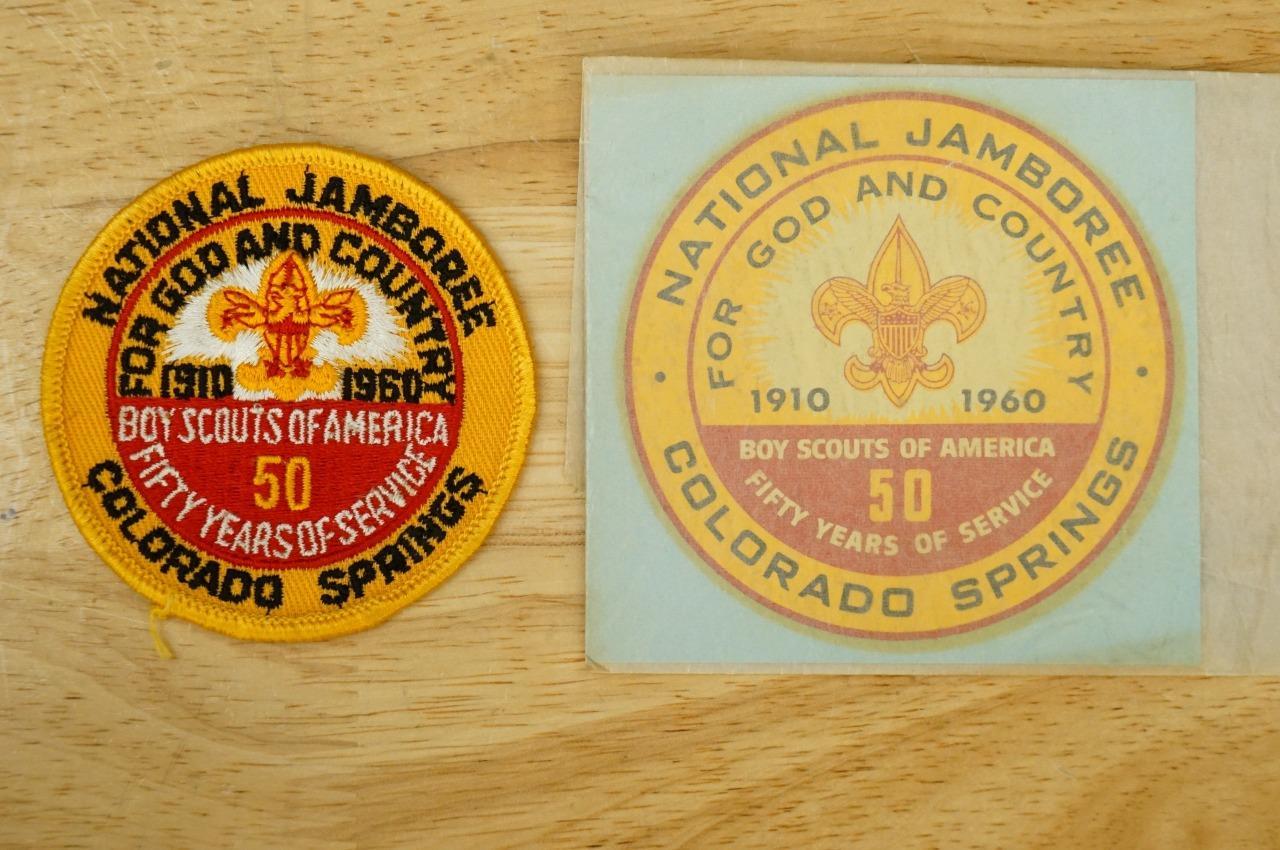 NATIONAL JAMBOREE
FOR GOD AND COUNTRY
1910 1960
BOY SCOUTS OF AMERICA
50
FIFTY YEARS OF SERVICE
COLORADO SPRINGS
NATIONAL JAMBOREE
FOR GOD AND COUNTRY
1910 1960
BOY SCOUTS OF AMERICA
50
FIFTY YEARS OF SERVICE
• COLORADO SPRINGS •